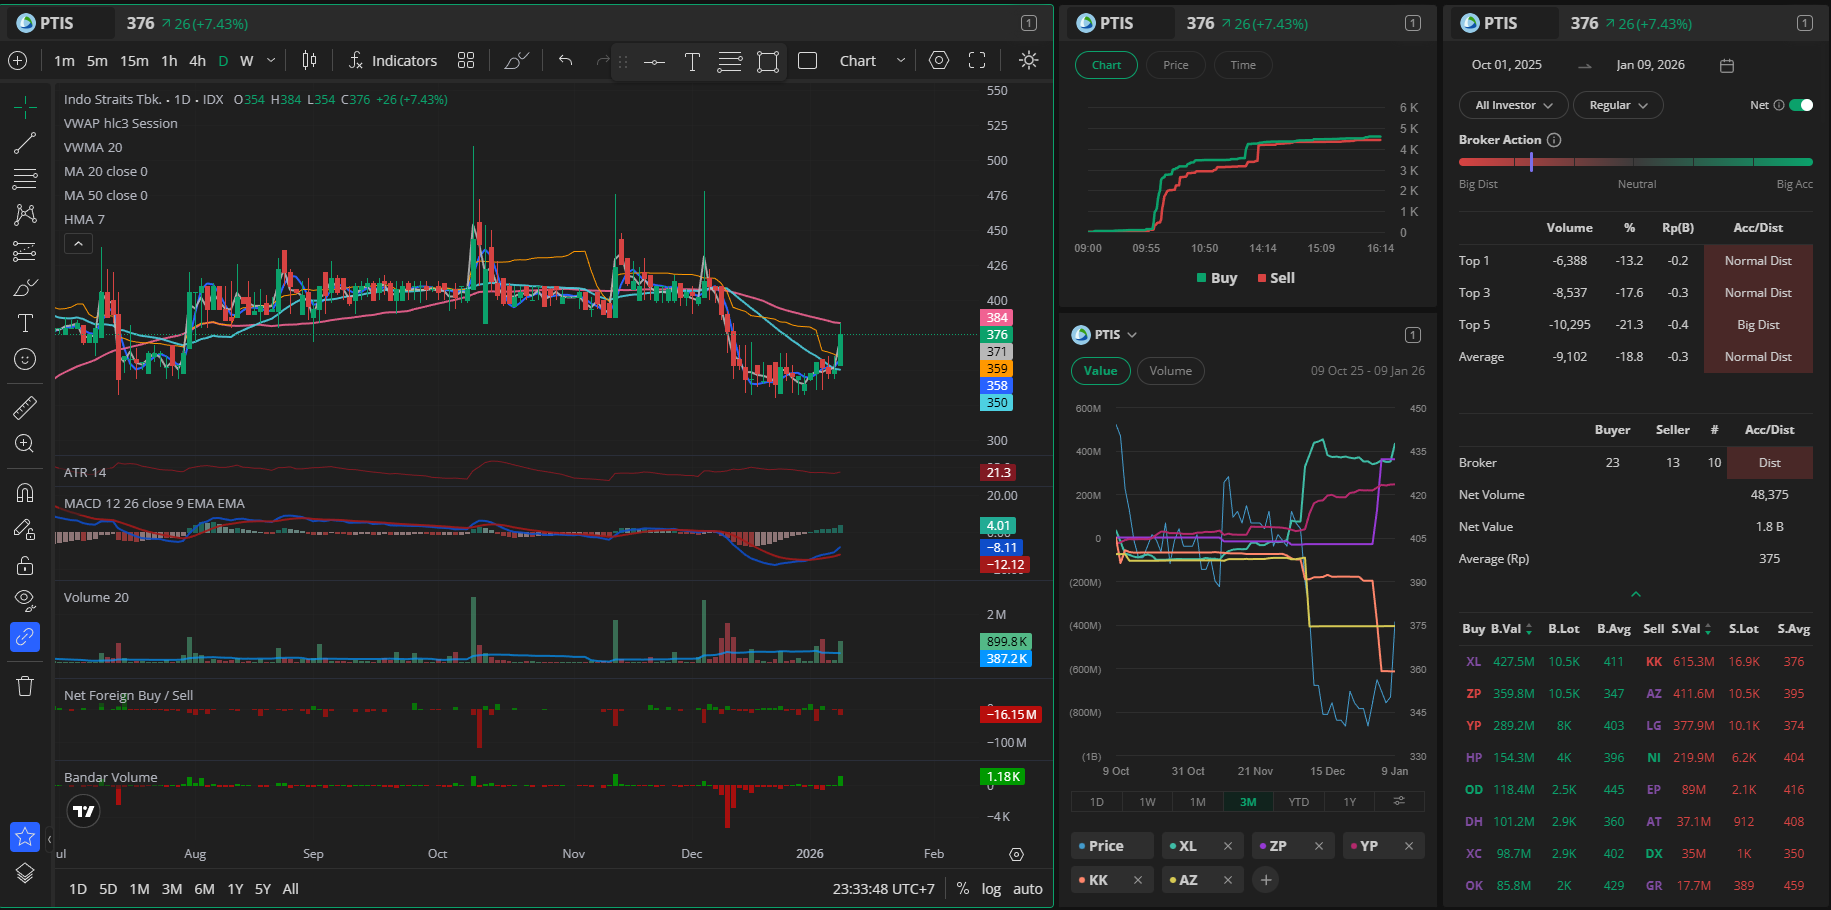 PTIS 376 26 (+7.43%) 1
1m 5m 15m 1h 4h D W Indicators Chart
Indo Straits Tbk. • 1D • IDX O354 H384 L354 C376 +26 (+7.43%)
VWAP hlc3 Session
VWMA 20
MA 20 close 0
MA 50 close 0
HMA 7
550
525
500
476
450
426
400
384
376
371
359
358
350
300
ATR 14
21.3
MACD 12 26 close 9 EMA EMA
20.00
4.01
−8.11
−12.12
Volume 20
2 M
899.8 K
387.2 K
Net Foreign Buy / Sell
−16.15 M
−100 M
Bandar Volume
1.18 K
0
−4 K
ul Aug Sep Oct Nov Dec 2026 Feb
1D 5D 1M 3M 6M 1Y 5Y All 23:33:48 UTC+7 % log auto
PTIS 376 26 (+7.43%) 1
Chart Price Time
6 K
5 K
4 K
3 K
2 K
1 K
0
09:00 09:55 10:50 14:14 15:09 16:14
Buy Sell
PTIS 1
Value Volume 09 Oct 25 - 09 Jan 26
600M 450
400M 435
200M 420
0 405
(200M) 390
(400M) 375
(600M) 360
(800M) 345
(1B) 330
9 Oct 31 Oct 21 Nov 15 Dec 9 Jan
1D 1W 1M 3M YTD 1Y
Price XL × ZP × YP ×
KK × AZ × +
PTIS 376 26 (+7.43%) 1
Oct 01, 2025 → Jan 09, 2026
All Investor Regular Net
Broker Action
Big Dist Neutral Big Acc
Volume % Rp(B) Acc/Dist
Top 1 -6,388 -13.2 -0.2 Normal Dist
Top 3 -8,537 -17.6 -0.3 Normal Dist
Top 5 -10,295 -21.3 -0.4 Big Dist
Average -9,102 -18.8 -0.3 Normal Dist
Buyer Seller # Acc/Dist
Broker 23 13 10 Dist
Net Volume 48,375
Net Value 1.8 B
Average (Rp) 375
Buy B.Val B.Lot B.Avg Sell S.Val S.Lot S.Avg
XL 427.5M 10.5K 411 KK 615.3M 16.9K 376
ZP 359.8M 10.5K 347 AZ 411.6M 10.5K 395
YP 289.2M 8K 403 LG 377.9M 10.1K 374
HP 154.3M 4K 396 NI 219.9M 6.2K 404
OD 118.4M 2.5K 445 EP 89M 2.1K 416
DH 101.2M 2.9K 360 AT 37.1M 912 408
XC 98.7M 2.9K 402 DX 35M 1K 350
OK 85.8M 2K 429 GR 17.7M 389 459